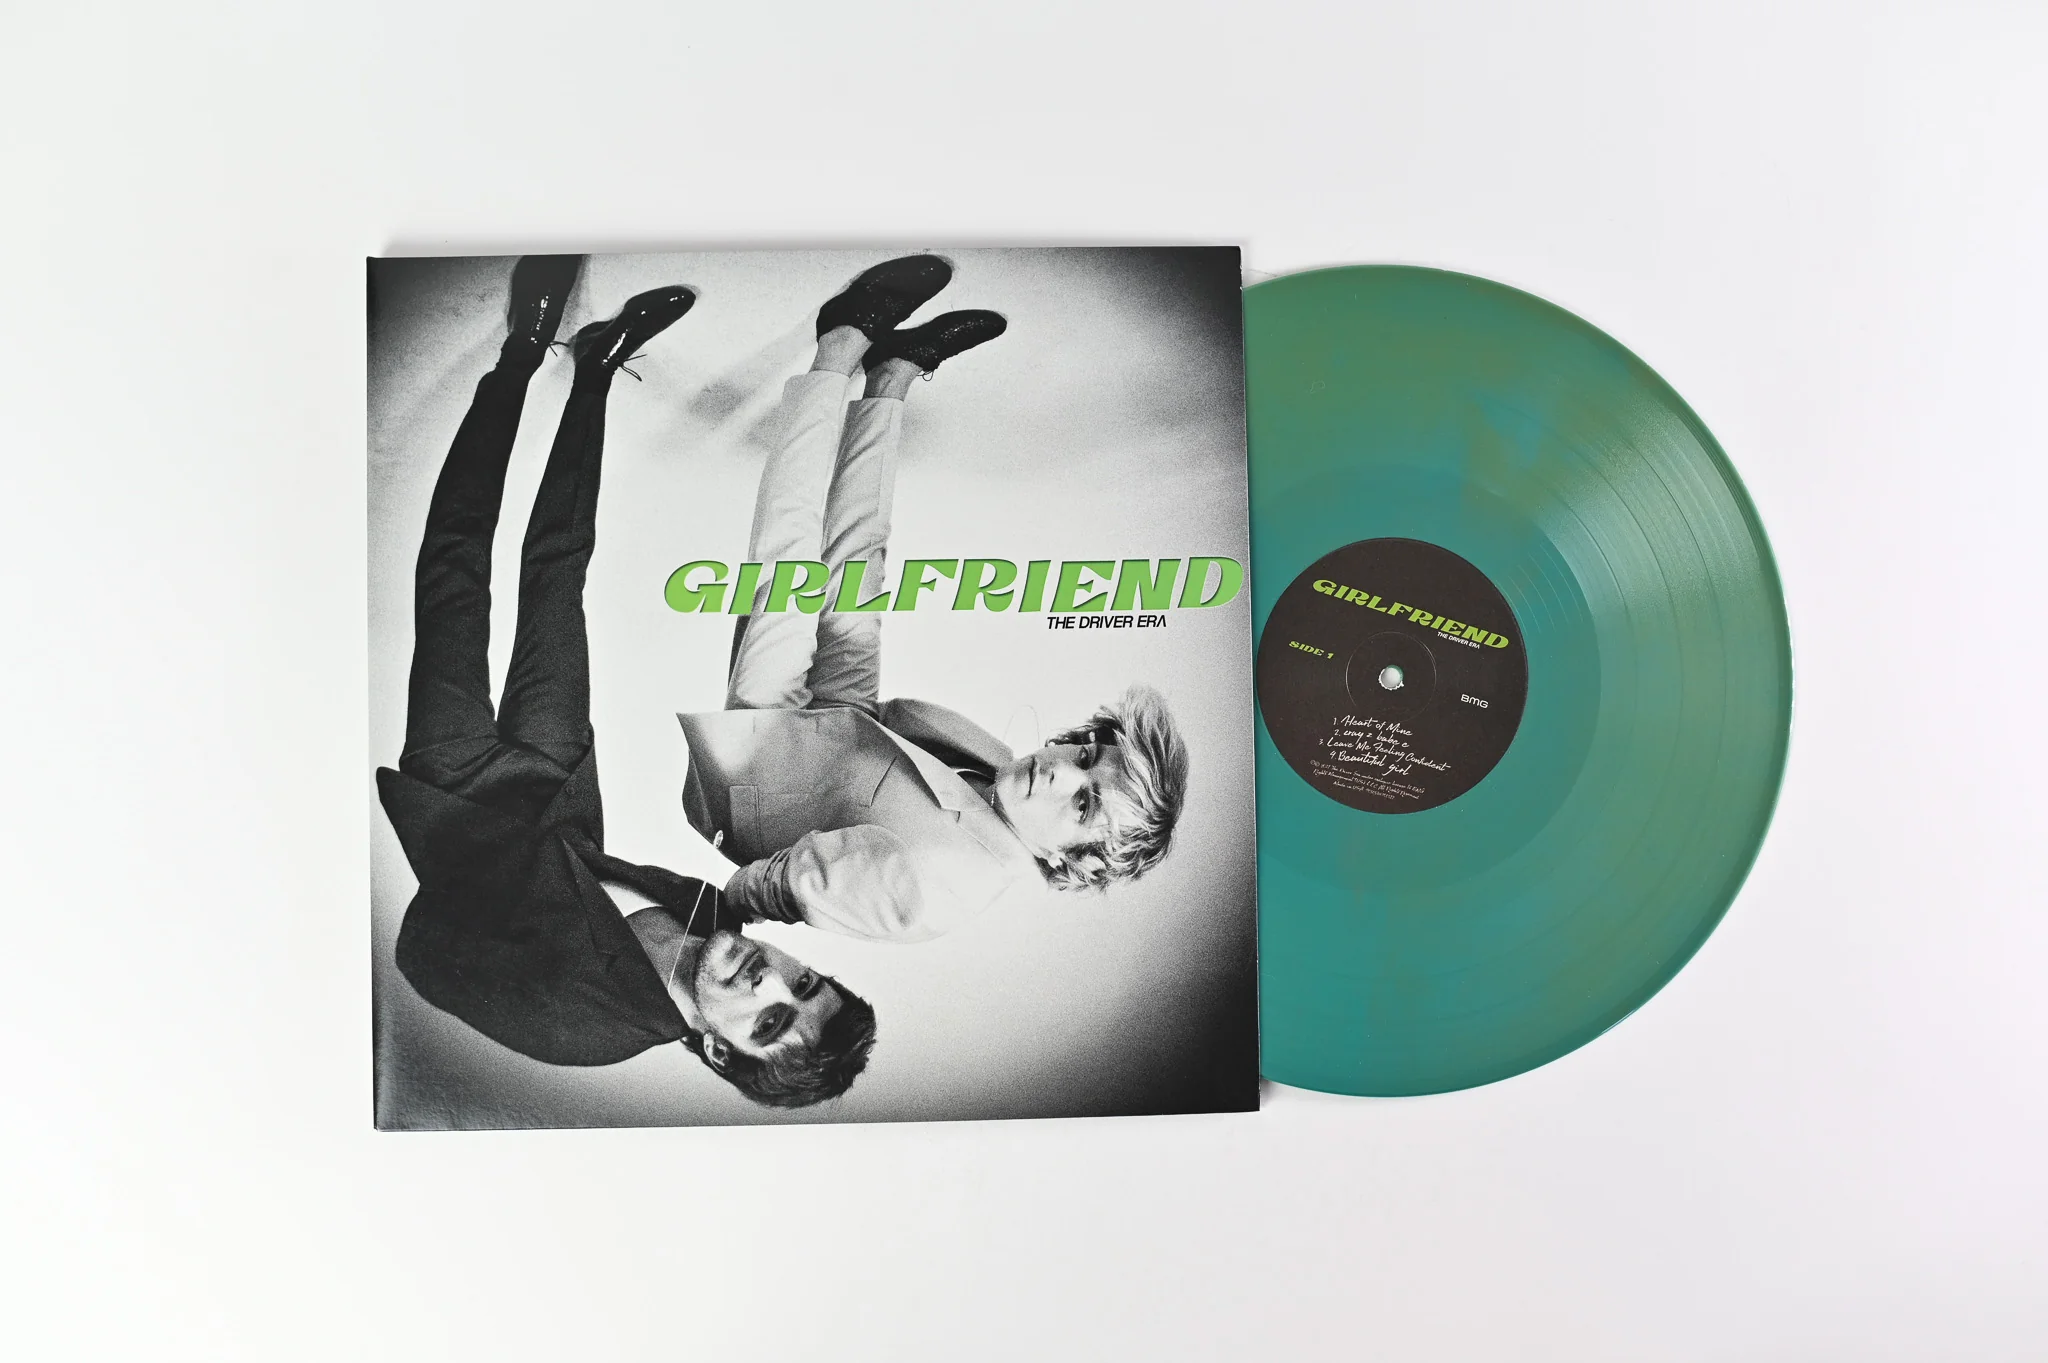 GIRLFRIEND
THE DRIVER ERA
GIRLFRIEND
THE DRIVER ERA
SIDE 1
BMG
1. Heart of Mine
2. cray z babe e
3. Leave Me Feeling Confident
4. Beautiful girl